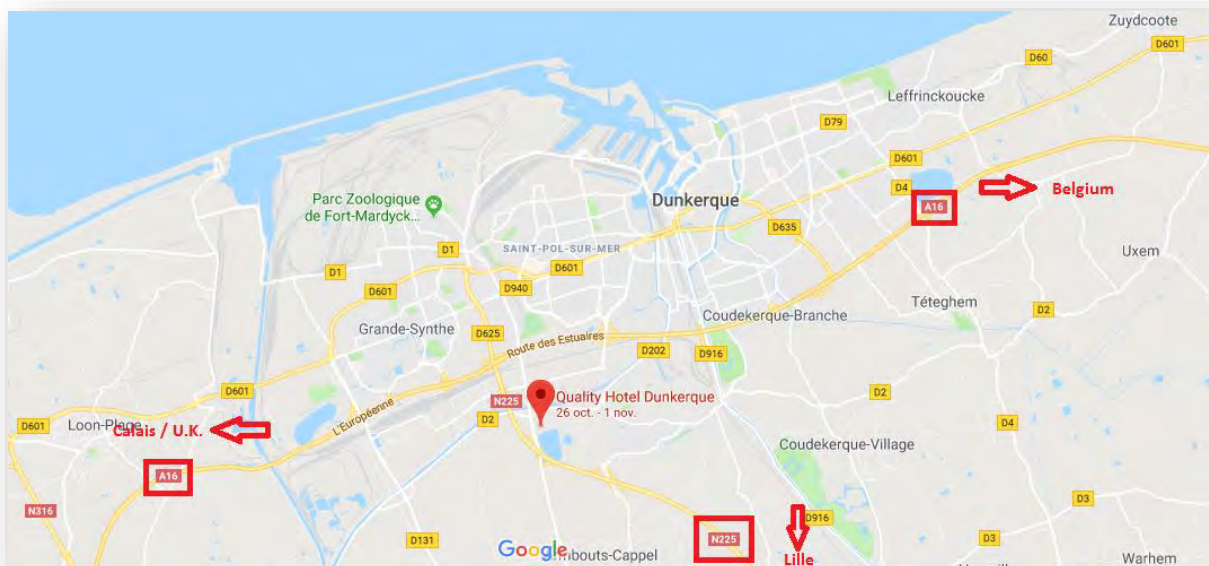 Zuydcoote
D601
D60
Leffrinckoucke
D79
D601
D4
A16
Belgium
Parc Zoologique
de Fort-Mardyck...
Dunkerque
D635
Uxem
SAINT-POL-SUR-MER
D1
D1
D601
D601
D940
Téteghem
D2
Grande-Synthe
D625
Route des Estuaires
Coudekerque-Branche
D202
D916
D601
L'Européenne
N225
Quality Hotel Dunkerque
26 oct. - 1 nov.
D2
D2
D601
Loon-Plage
Calais / U.K.
D4
Coudekerque-Village
A16
N316
D131
Google
N225
D916
Lille
D3
D3
Warhem